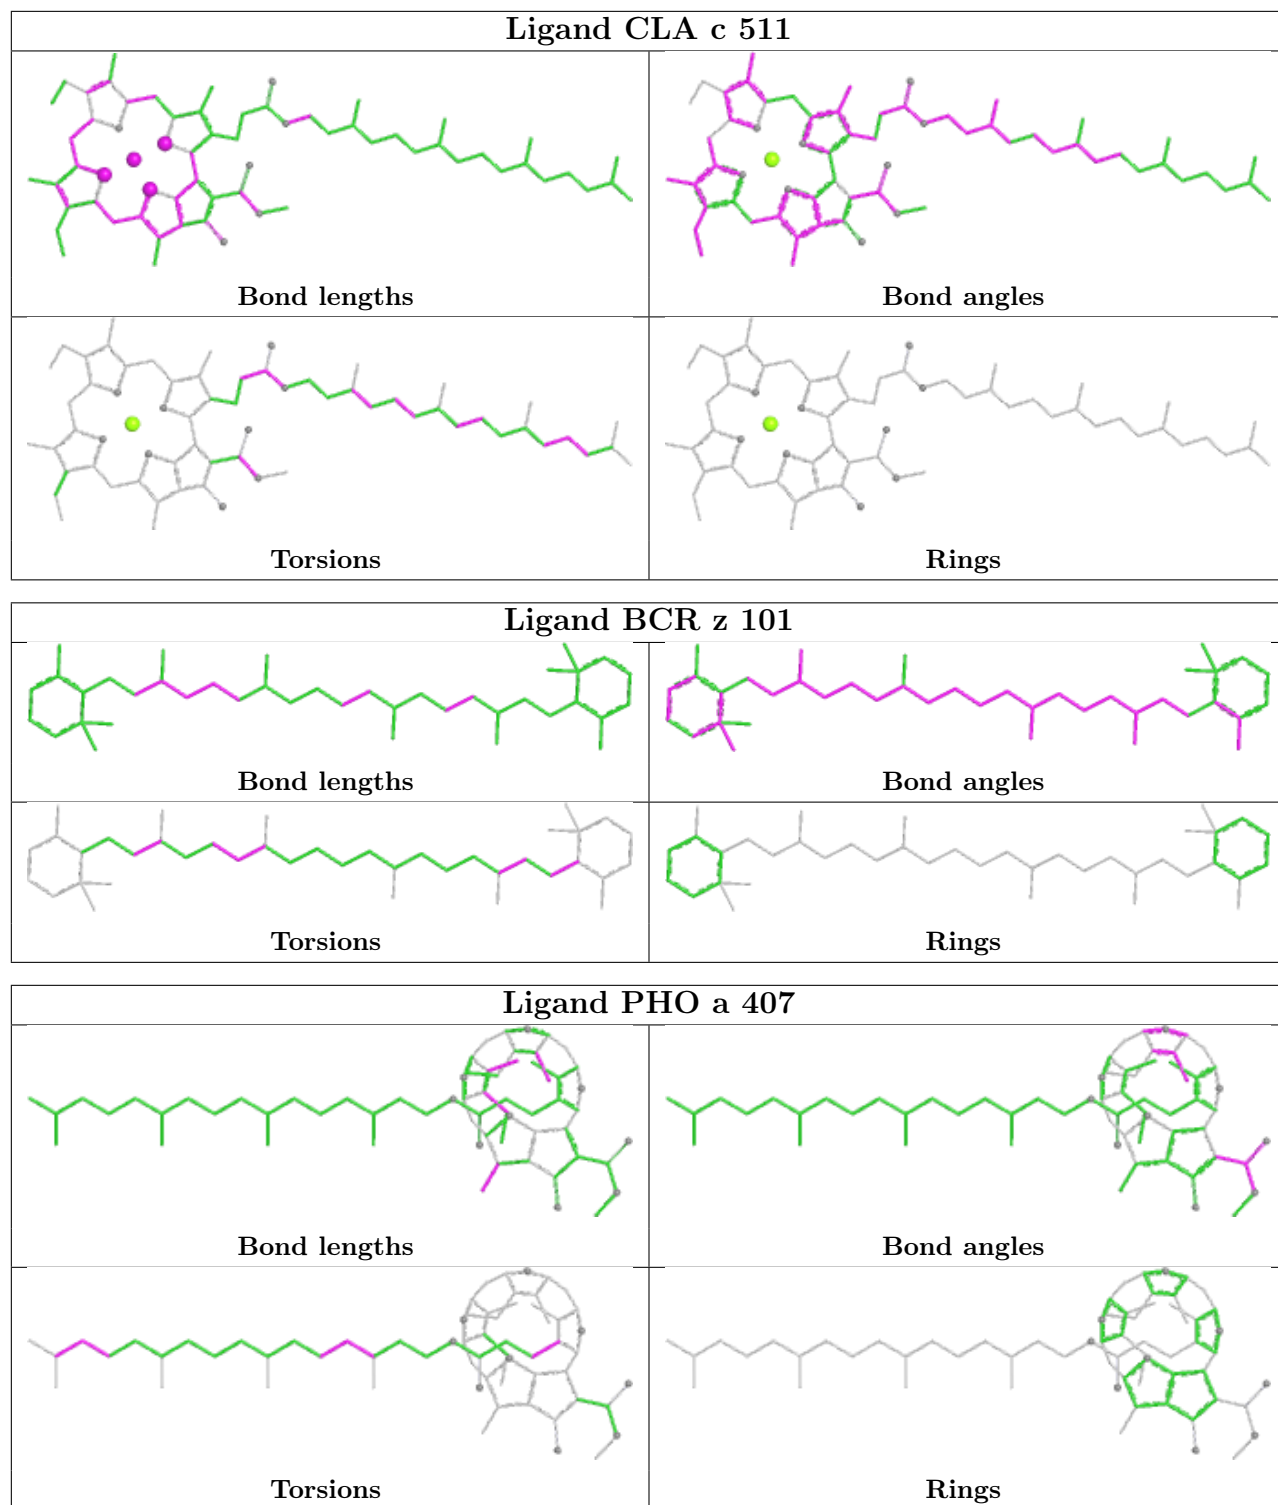 Ligand CLA c 511
Bond lengths
Bond angles
Torsions
Rings
Ligand BCR z 101
Bond lengths
Bond angles
Torsions
Rings
Ligand PHO a 407
Bond lengths
Bond angles
Torsions
Rings